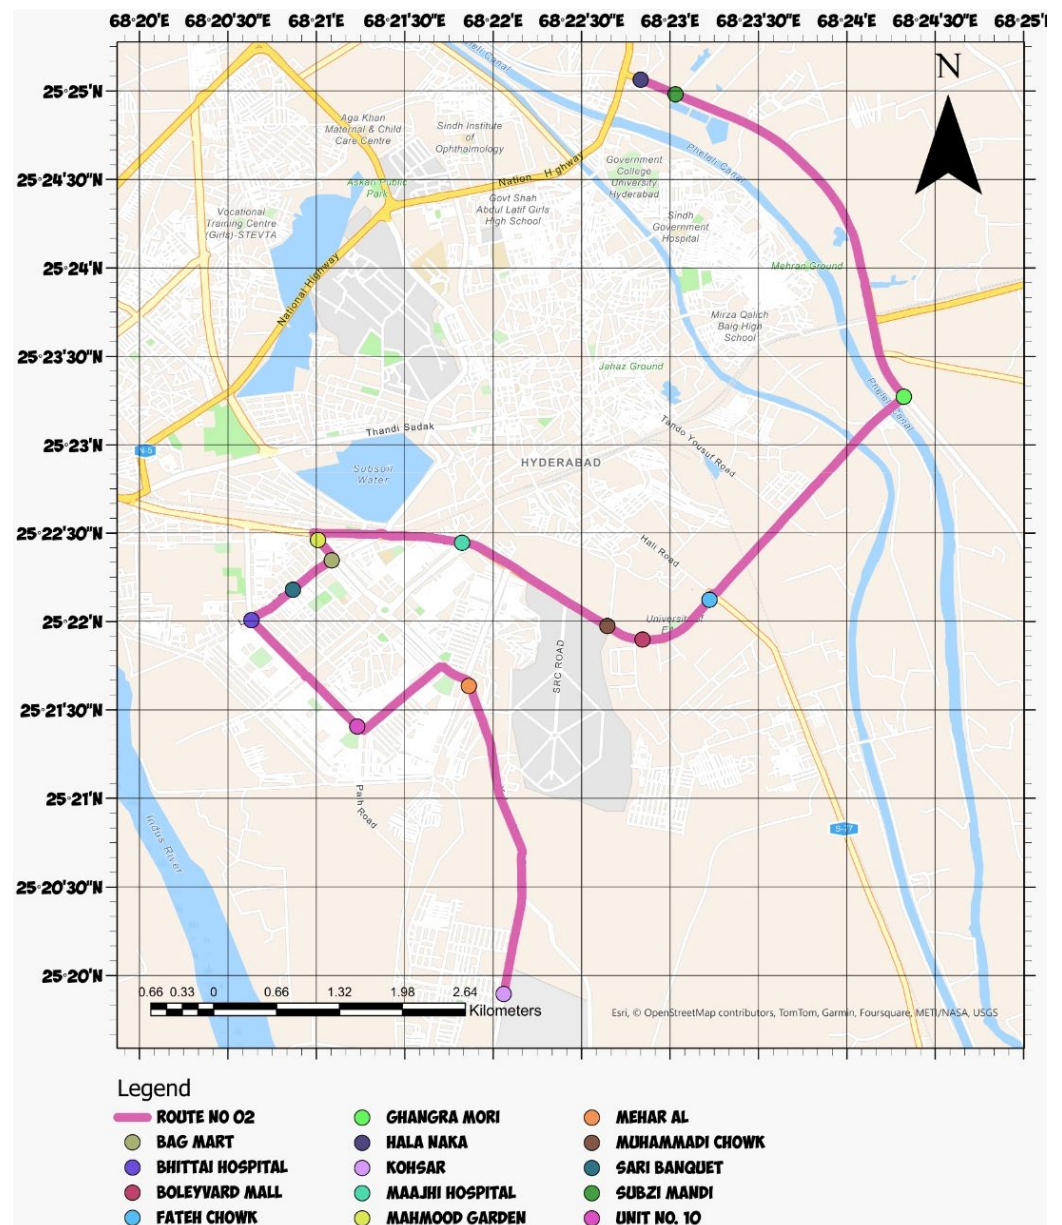 68°20'E 68°20'30"E 68°21'E 68°21'30"E 68°22'E 68°22'30"E 68°23'E 68°23'30"E 68°24'E 68°24'30"E 68°25'E
N
25°25'N
25°24'30"N
25°24'N
25°23'30"N
25°23'N
25°22'30"N
25°22'N
25°21'30"N
25°21'N
25°20'30"N
25°20'N
Canal
Aga Khan
Maternal & Child
Care Centre
Sindh Institute
of
Ophthalmology
Askari Public
Park
Government
College
University
Hyderabad
Pheleli Canal
Vocational
Training Centre
(Girls)-STEVTA
Govt Shah
Abdul Latif Girls
High School
Sindh
Government
Hospital
Mehran Ground
National Highway
Mirza Qalich
Baig High
School
Jahaz Ground
Pheleli Canal
Thandi Sadak
Tando Yousuf Road
N-5
Subsoil
Water
HYDERABAD
Hali Road
SRC ROAD
Indus River
Road
S-77
0.66 0.33 0 0.66 1.32 1.98 2.64
Kilometers
Esri, © OpenStreetMap contributors, TomTom, Garmin, Foursquare, METI/NASA, USGS
Legend
ROUTE NO 02
BAG MART
BHITTAI HOSPITAL
BOLEYVARD MALL
FATEH CHOWK
GHANGRA MORI
HALA NAKA
KOHSAR
MAAJHI HOSPITAL
MAHMOOD GARDEN
MEHAR AL
MUHAMMADI CHOWK
SARI BANQUET
SUBZI MANDI
UNIT NO. 10